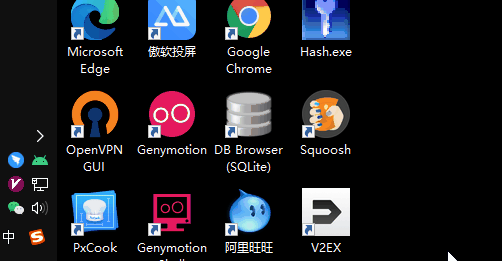 Microsoft Edge
傲软投屏
Google Chrome
Hash.exe
OpenVPN GUI
Genymotion
DB Browser (SQLite)
Squoosh
PxCook
Genymotion
阿里旺旺
V2EX
中